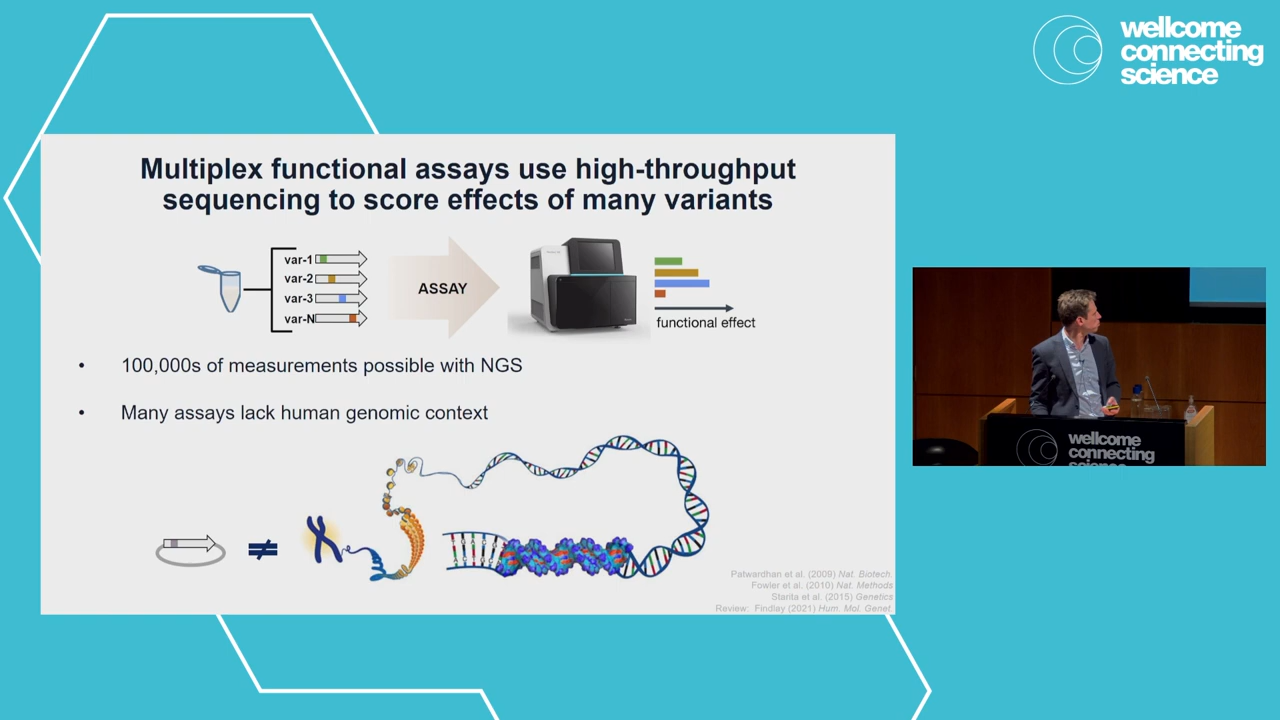 wellcome
connecting
science
Multiplex functional assays use high-throughput
sequencing to score effects of many variants
var-1
var-2
var-3
var-N
ASSAY
functional effect
• 100,000s of measurements possible with NGS
• Many assays lack human genomic context
≠
Patwardhan et al. (2009) Nat. Biotech.
Fowler et al. (2010) Nat. Methods
Starita et al. (2015) Genetics
Review: Findlay (2021) Hum. Mol. Genet.
wellcome
connecting
science